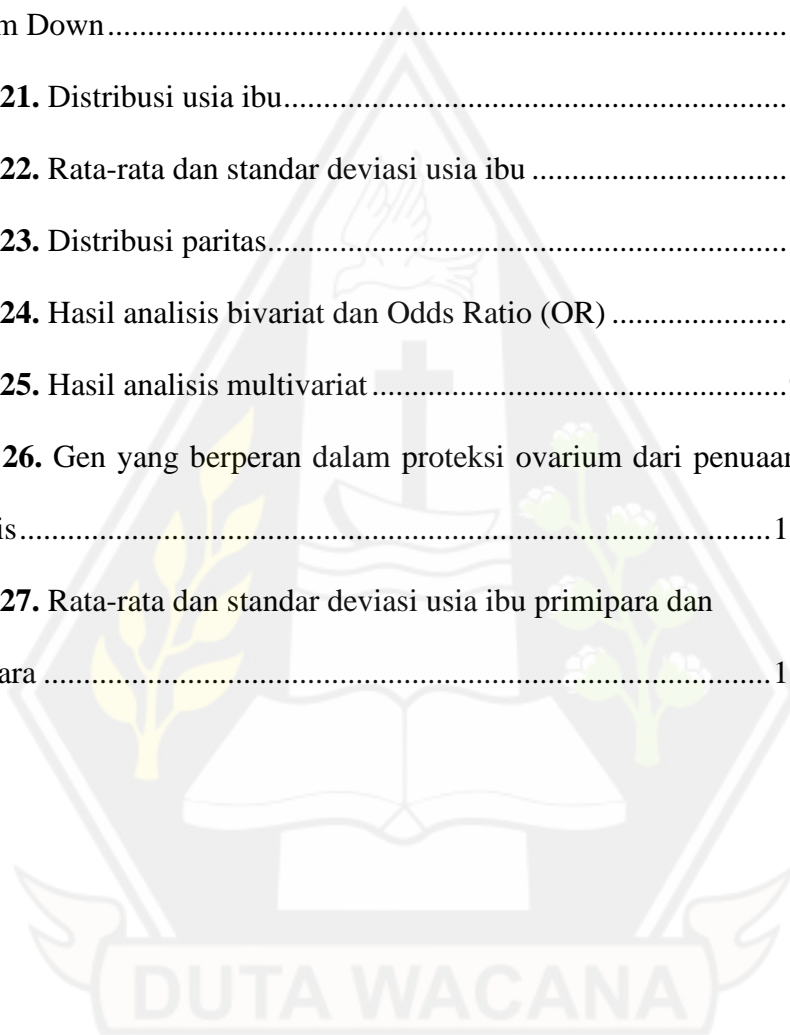 m Down
21. Distribusi usia ibu
22. Rata-rata dan standar deviasi usia ibu
23. Distribusi paritas
24. Hasil analisis bivariat dan Odds Ratio (OR)
25. Hasil analisis multivariat
26. Gen yang berperan dalam proteksi ovarium dari penuaan
is 1
27. Rata-rata dan standar deviasi usia ibu primipara dan
ara 1
DUTA WACANA